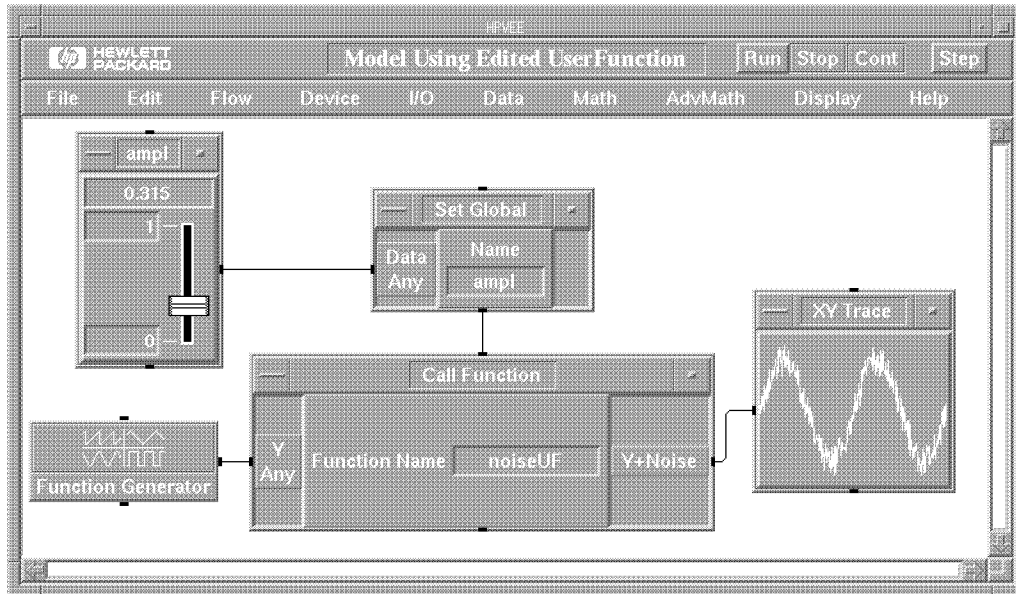 HPVEE
hp HEWLETT PACKARD
Model Using Edited UserFunction
Run Stop Cont Step
File Edit Flow Device I/O Data Math AdvMath Display Help
ampl
0.315
1
0
Set Global
Data
Any
Name
ampl
Call Function
Y
Any
Function Name noiseUF
Y+Noise
Function Generator
XY Trace